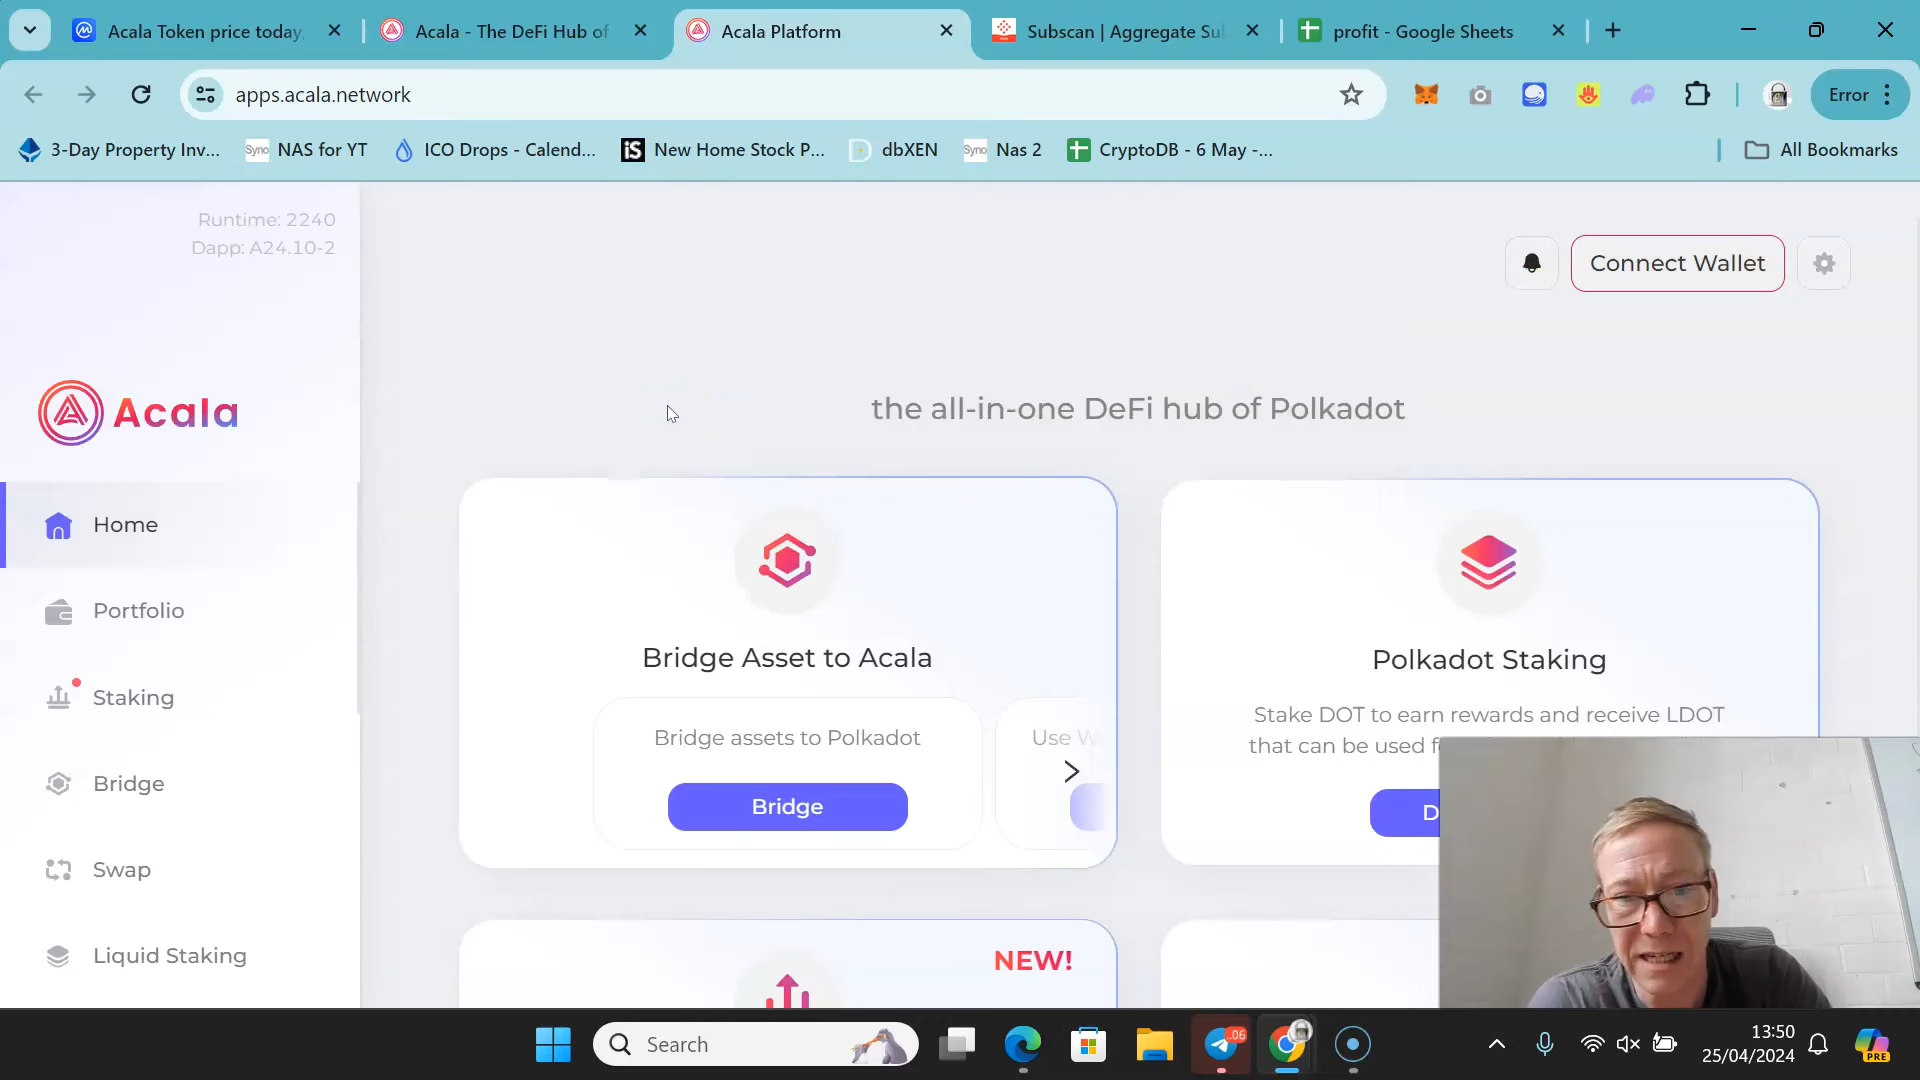 Acala Token price today,
Acala - The DeFi Hub of
Acala Platform
Subscan | Aggregate Su
profit - Google Sheets
apps.acala.network
Error
3-Day Property Inv...
Syno
NAS for YT
ICO Drops - Calend...
iS
New Home Stock P...
dbXEN
Syno
Nas 2
CryptoDB - 6 May -...
All Bookmarks
Runtime: 2240
Dapp: A24.10-2
Connect Wallet
Acala
the all-in-one DeFi hub of Polkadot
Home
Portfolio
Staking
Bridge
Swap
Liquid Staking
Bridge Asset to Acala
Bridge assets to Polkadot
Use W
Bridge
Polkadot Staking
Stake DOT to earn rewards and receive LDOT
that can be used f
D
NEW!
Search
.06
13:50
25/04/2024
PRE